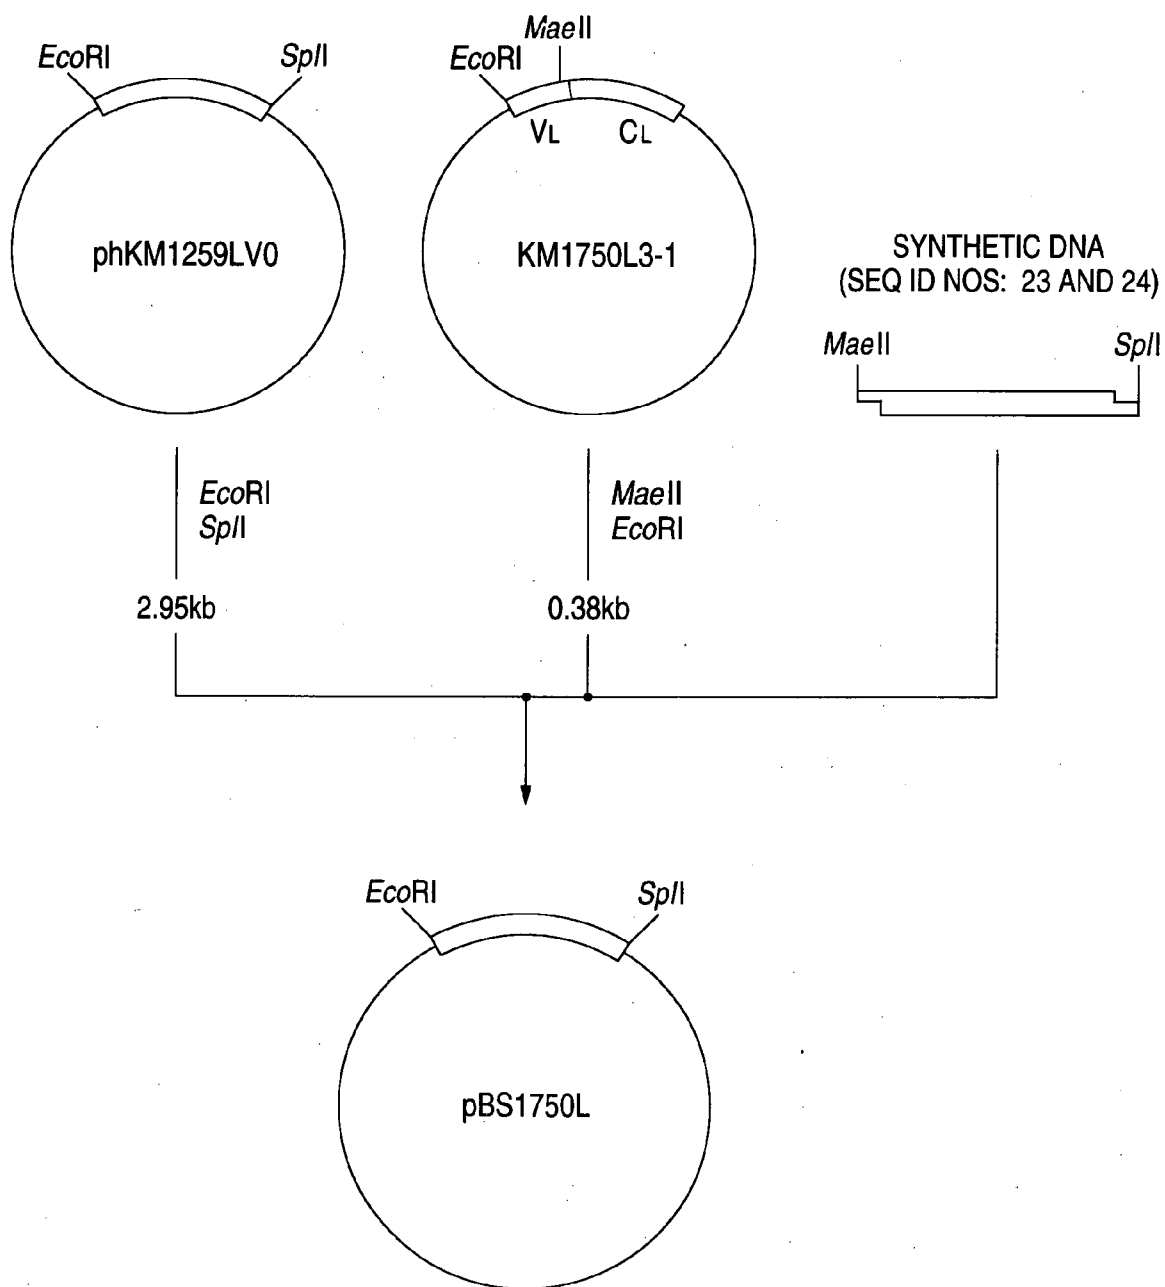 EcoRI
SplI
phKM1259LV0
MaeII
EcoRI
VL
CL
KM1750L3-1
SYNTHETIC DNA
(SEQ ID NOS: 23 AND 24)
MaeII
SplI
EcoRI
SplI
2.95kb
MaeII
EcoRI
0.38kb
EcoRI
SplI
pBS1750L